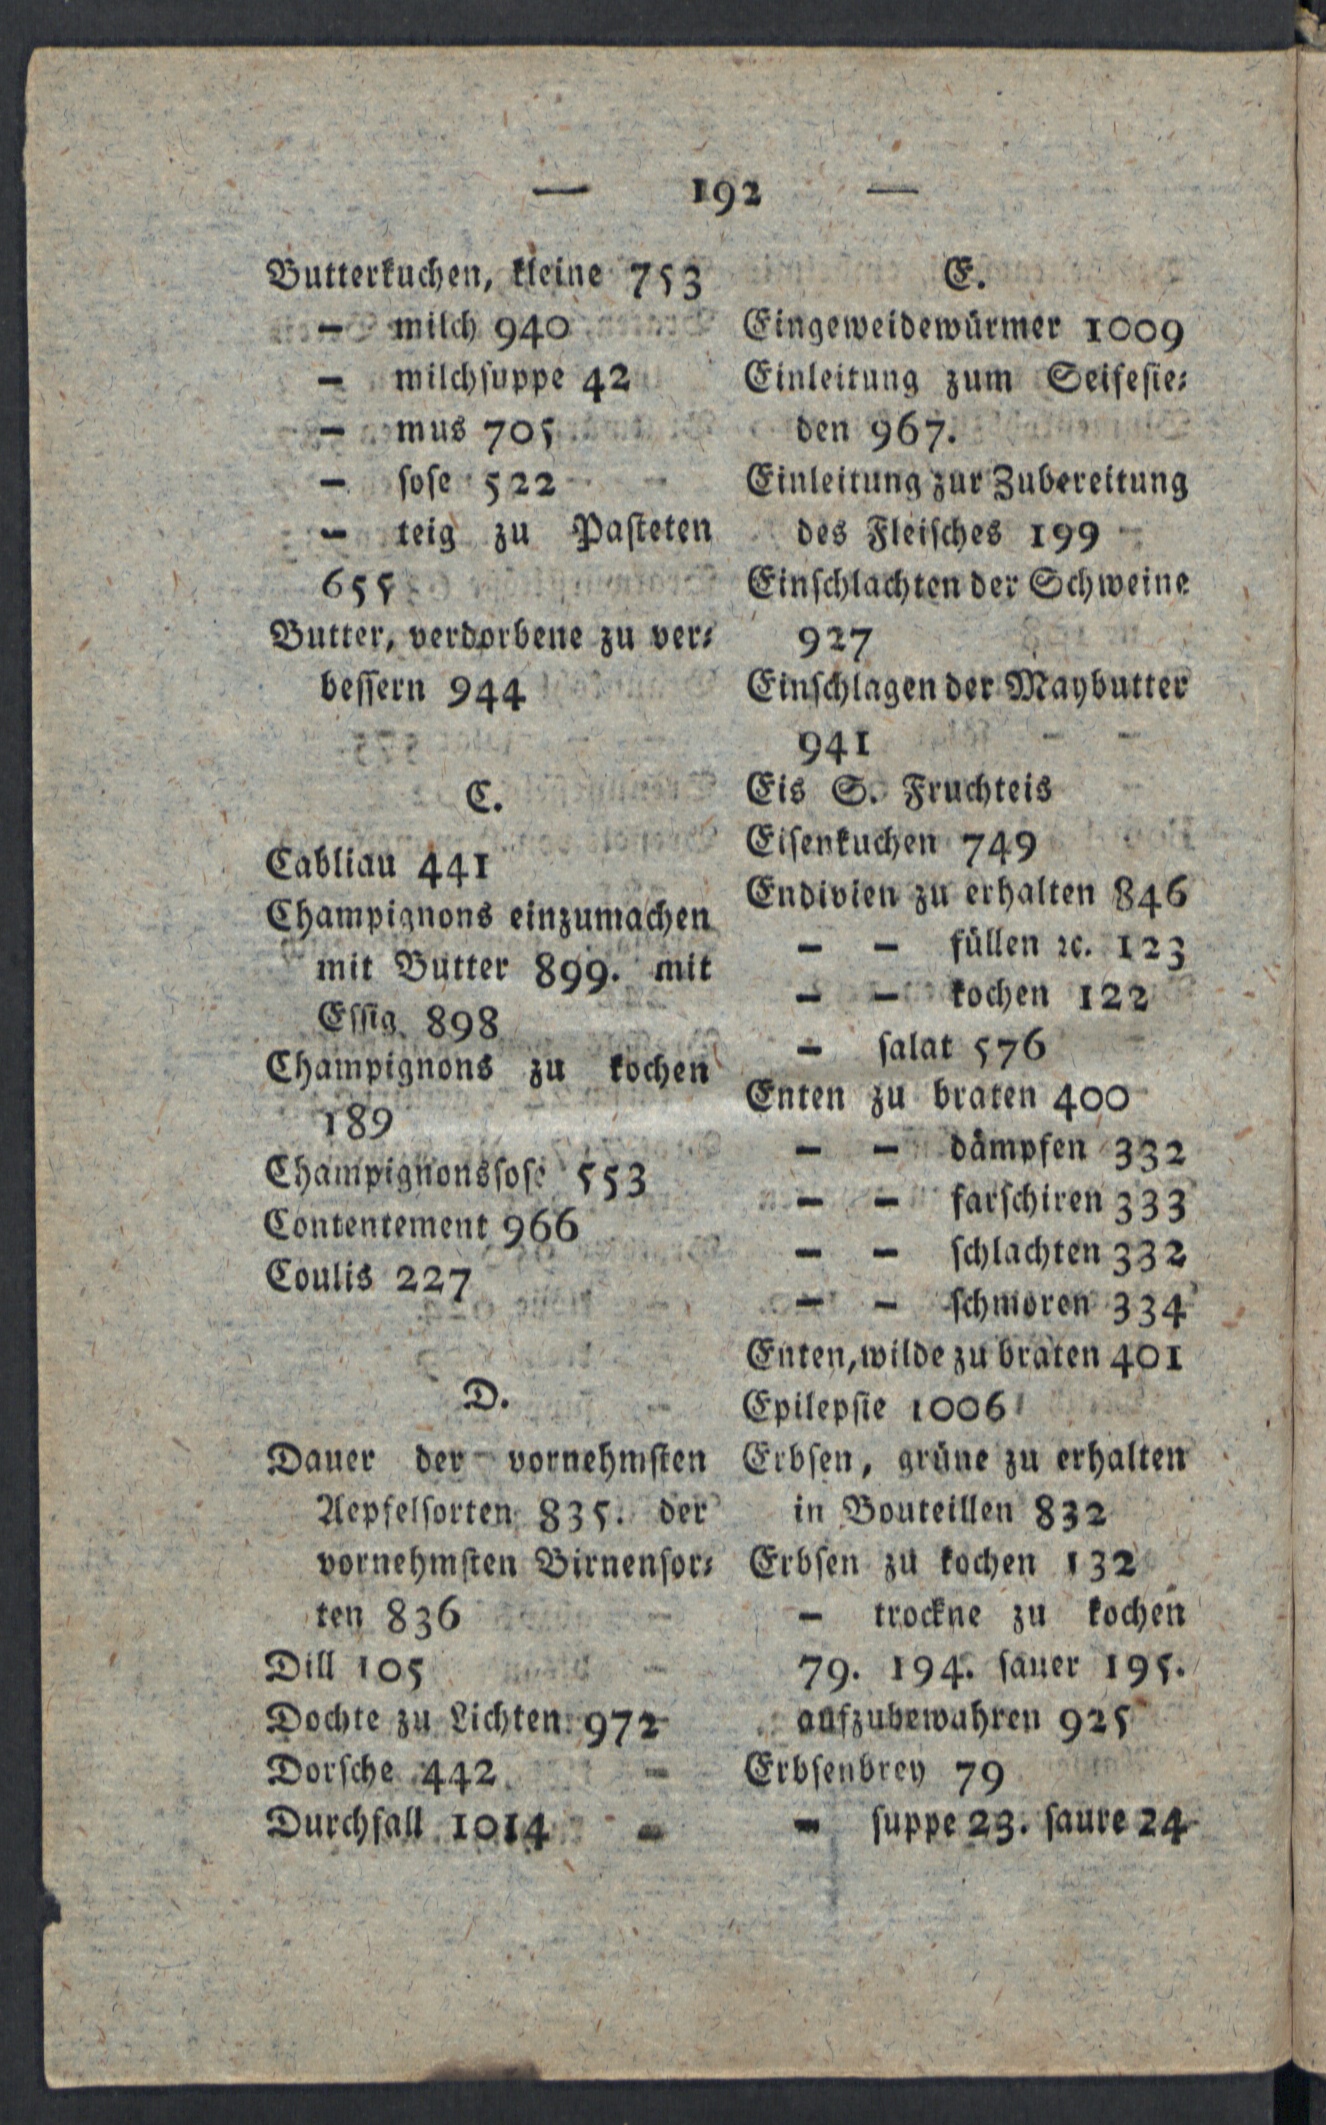 — 192 —
Butterkuchen, kleine 753
- milch 940
- milchsuppe 42
- mus 705
- sose 522
- teig zu Pasteten
655
Butter, verdorbene zu ver⸗
bessern 944
C.
Cabliau 441
Champignons einzumachen
mit Butter 899. mit
Essig 898
Champignons zu kochen
189
Champignonssose 553
Contentement 966
Coulis 227
D.
Dauer der vornehmsten
Aepfelsorten 835. der
vornehmsten Birnensor⸗
ten 836
Dill 105
Dochte zu Lichten 972
Dorsche 442
Durchfall 1014
E.
Eingeweidewürmer 1009
Einleitung zum Seifesie⸗
den 967.
Einleitung zur Zubereitung
des Fleisches 199
Einschlachten der Schweine
927
Einschlagen der Maybutter
941
Eis S. Fruchteis
Eisenkuchen 749
Endivien zu erhalten 846
- - füllen ꝛc. 123
- - kochen 122
- salat 576
Enten zu braten 400
- - dämpfen 332
- - farschiren 333
- - schlachten 332
- - schmoren 334
Enten, wilde zu braten 401
Epilepsie 1006
Erbsen, grüne zu erhalten
in Bouteillen 832
Erbsen zu kochen 132
- trockne zu kochen
79. 194. sauer 195.
aufzubewahren 925
Erbsenbrey 79
- suppe 23. saure 24